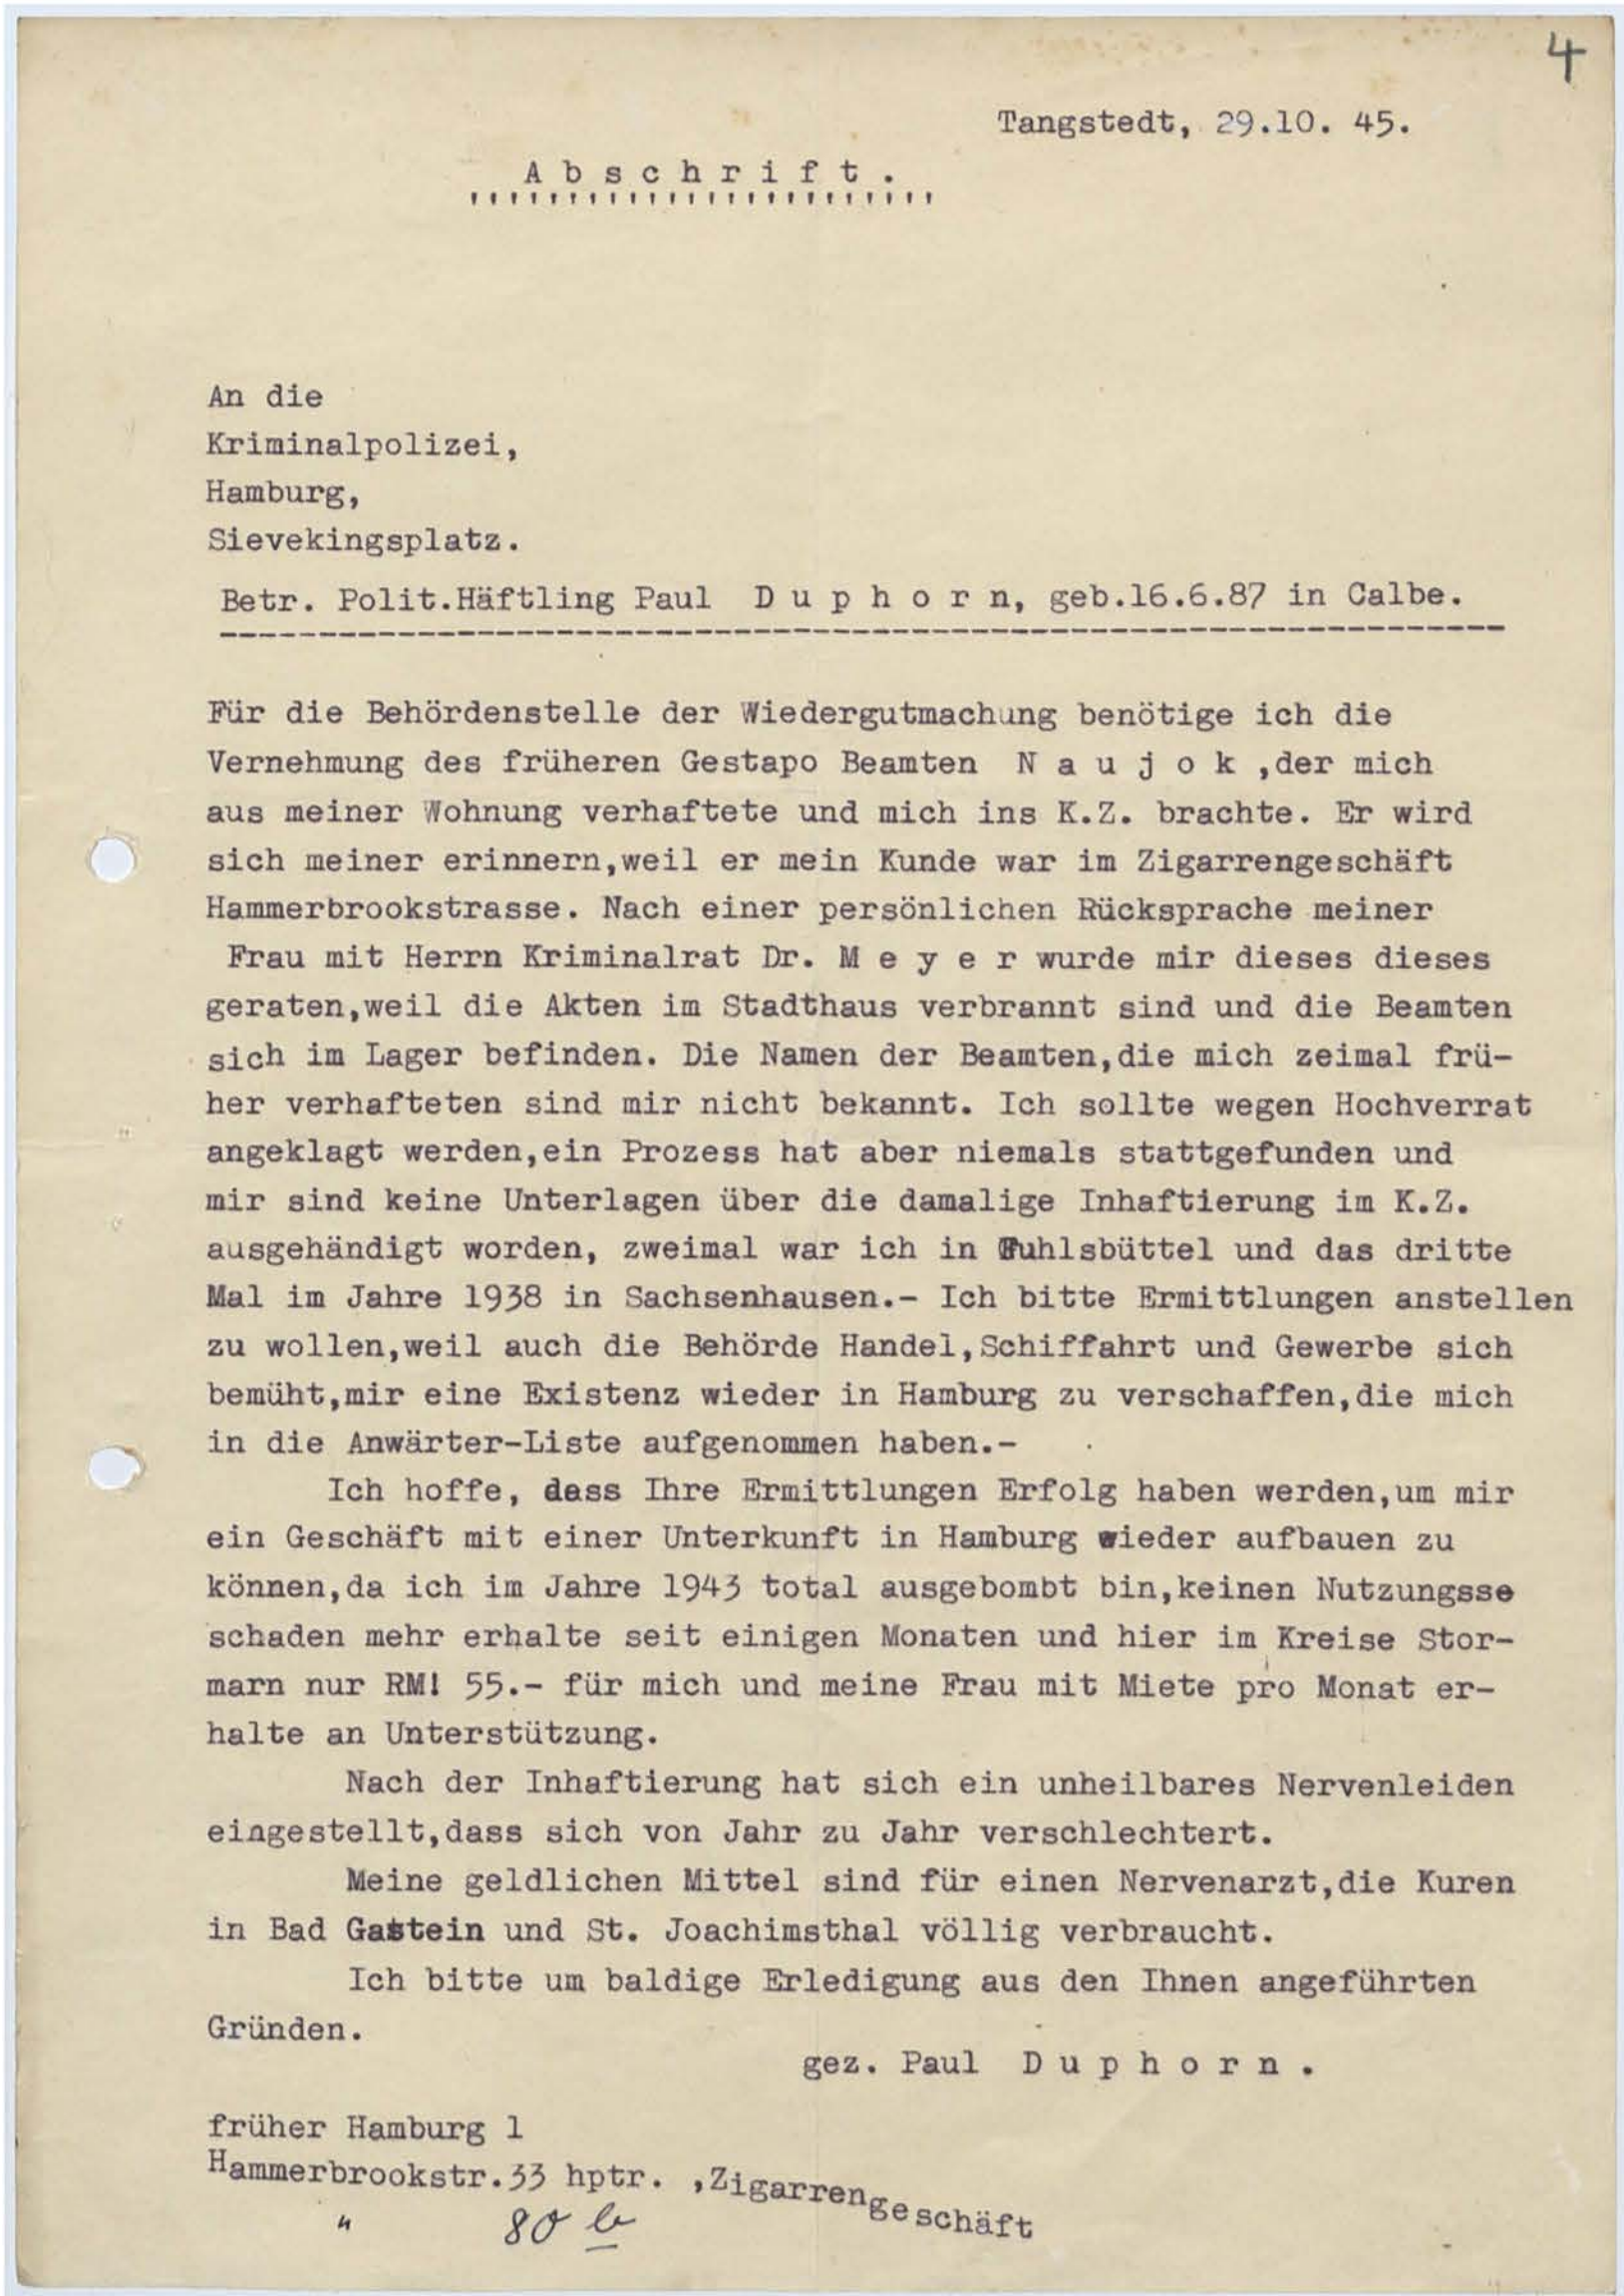 4
Tangstedt, 29.10. 45.
A b s c h r i f t .
''''''''''''''''''''''''
An die
Kriminalpolizei,
Hamburg,
Sievekingsplatz.
Betr. Polit.Häftling Paul D u p h o r n, geb.16.6.87 in Calbe.
Für die Behördenstelle der Wiedergutmachung benötige ich die
Vernehmung des früheren Gestapo Beamten N a u j o k ,der mich
aus meiner Wohnung verhaftete und mich ins K.Z. brachte. Er wird
sich meiner erinnern,weil er mein Kunde war im Zigarrengeschäft
Hammerbrookstrasse. Nach einer persönlichen Rücksprache meiner
Frau mit Herrn Kriminalrat Dr. M e y e r wurde mir dieses dieses
geraten,weil die Akten im Stadthaus verbrannt sind und die Beamten
sich im Lager befinden. Die Namen der Beamten,die mich zeimal frü-
her verhafteten sind mir nicht bekannt. Ich sollte wegen Hochverrat
angeklagt werden,ein Prozess hat aber niemals stattgefunden und
mir sind keine Unterlagen über die damalige Inhaftierung im K.Z.
ausgehändigt worden, zweimal war ich in Fuhlsbüttel und das dritte
Mal im Jahre 1938 in Sachsenhausen.- Ich bitte Ermittlungen anstellen
zu wollen,weil auch die Behörde Handel,Schiffahrt und Gewerbe sich
bemüht,mir eine Existenz wieder in Hamburg zu verschaffen,die mich
in die Anwärter-Liste aufgenommen haben.-
Ich hoffe, dass Ihre Ermittlungen Erfolg haben werden,um mir
ein Geschäft mit einer Unterkunft in Hamburg wieder aufbauen zu
können,da ich im Jahre 1943 total ausgebombt bin,keinen Nutzungsse
schaden mehr erhalte seit einigen Monaten und hier im Kreise Stor-
marn nur RM! 55.- für mich und meine Frau mit Miete pro Monat er-
halte an Unterstützung.
Nach der Inhaftierung hat sich ein unheilbares Nervenleiden
eingestellt,dass sich von Jahr zu Jahr verschlechtert.
Meine geldlichen Mittel sind für einen Nervenarzt,die Kuren
in Bad Gastein und St. Joachimsthal völlig verbraucht.
Ich bitte um baldige Erledigung aus den Ihnen angeführten
Gründen.
gez. Paul D u p h o r n .
früher Hamburg 1
Hammerbrookstr.33 hptr. ,Zigarrengeschäft
" 80 b